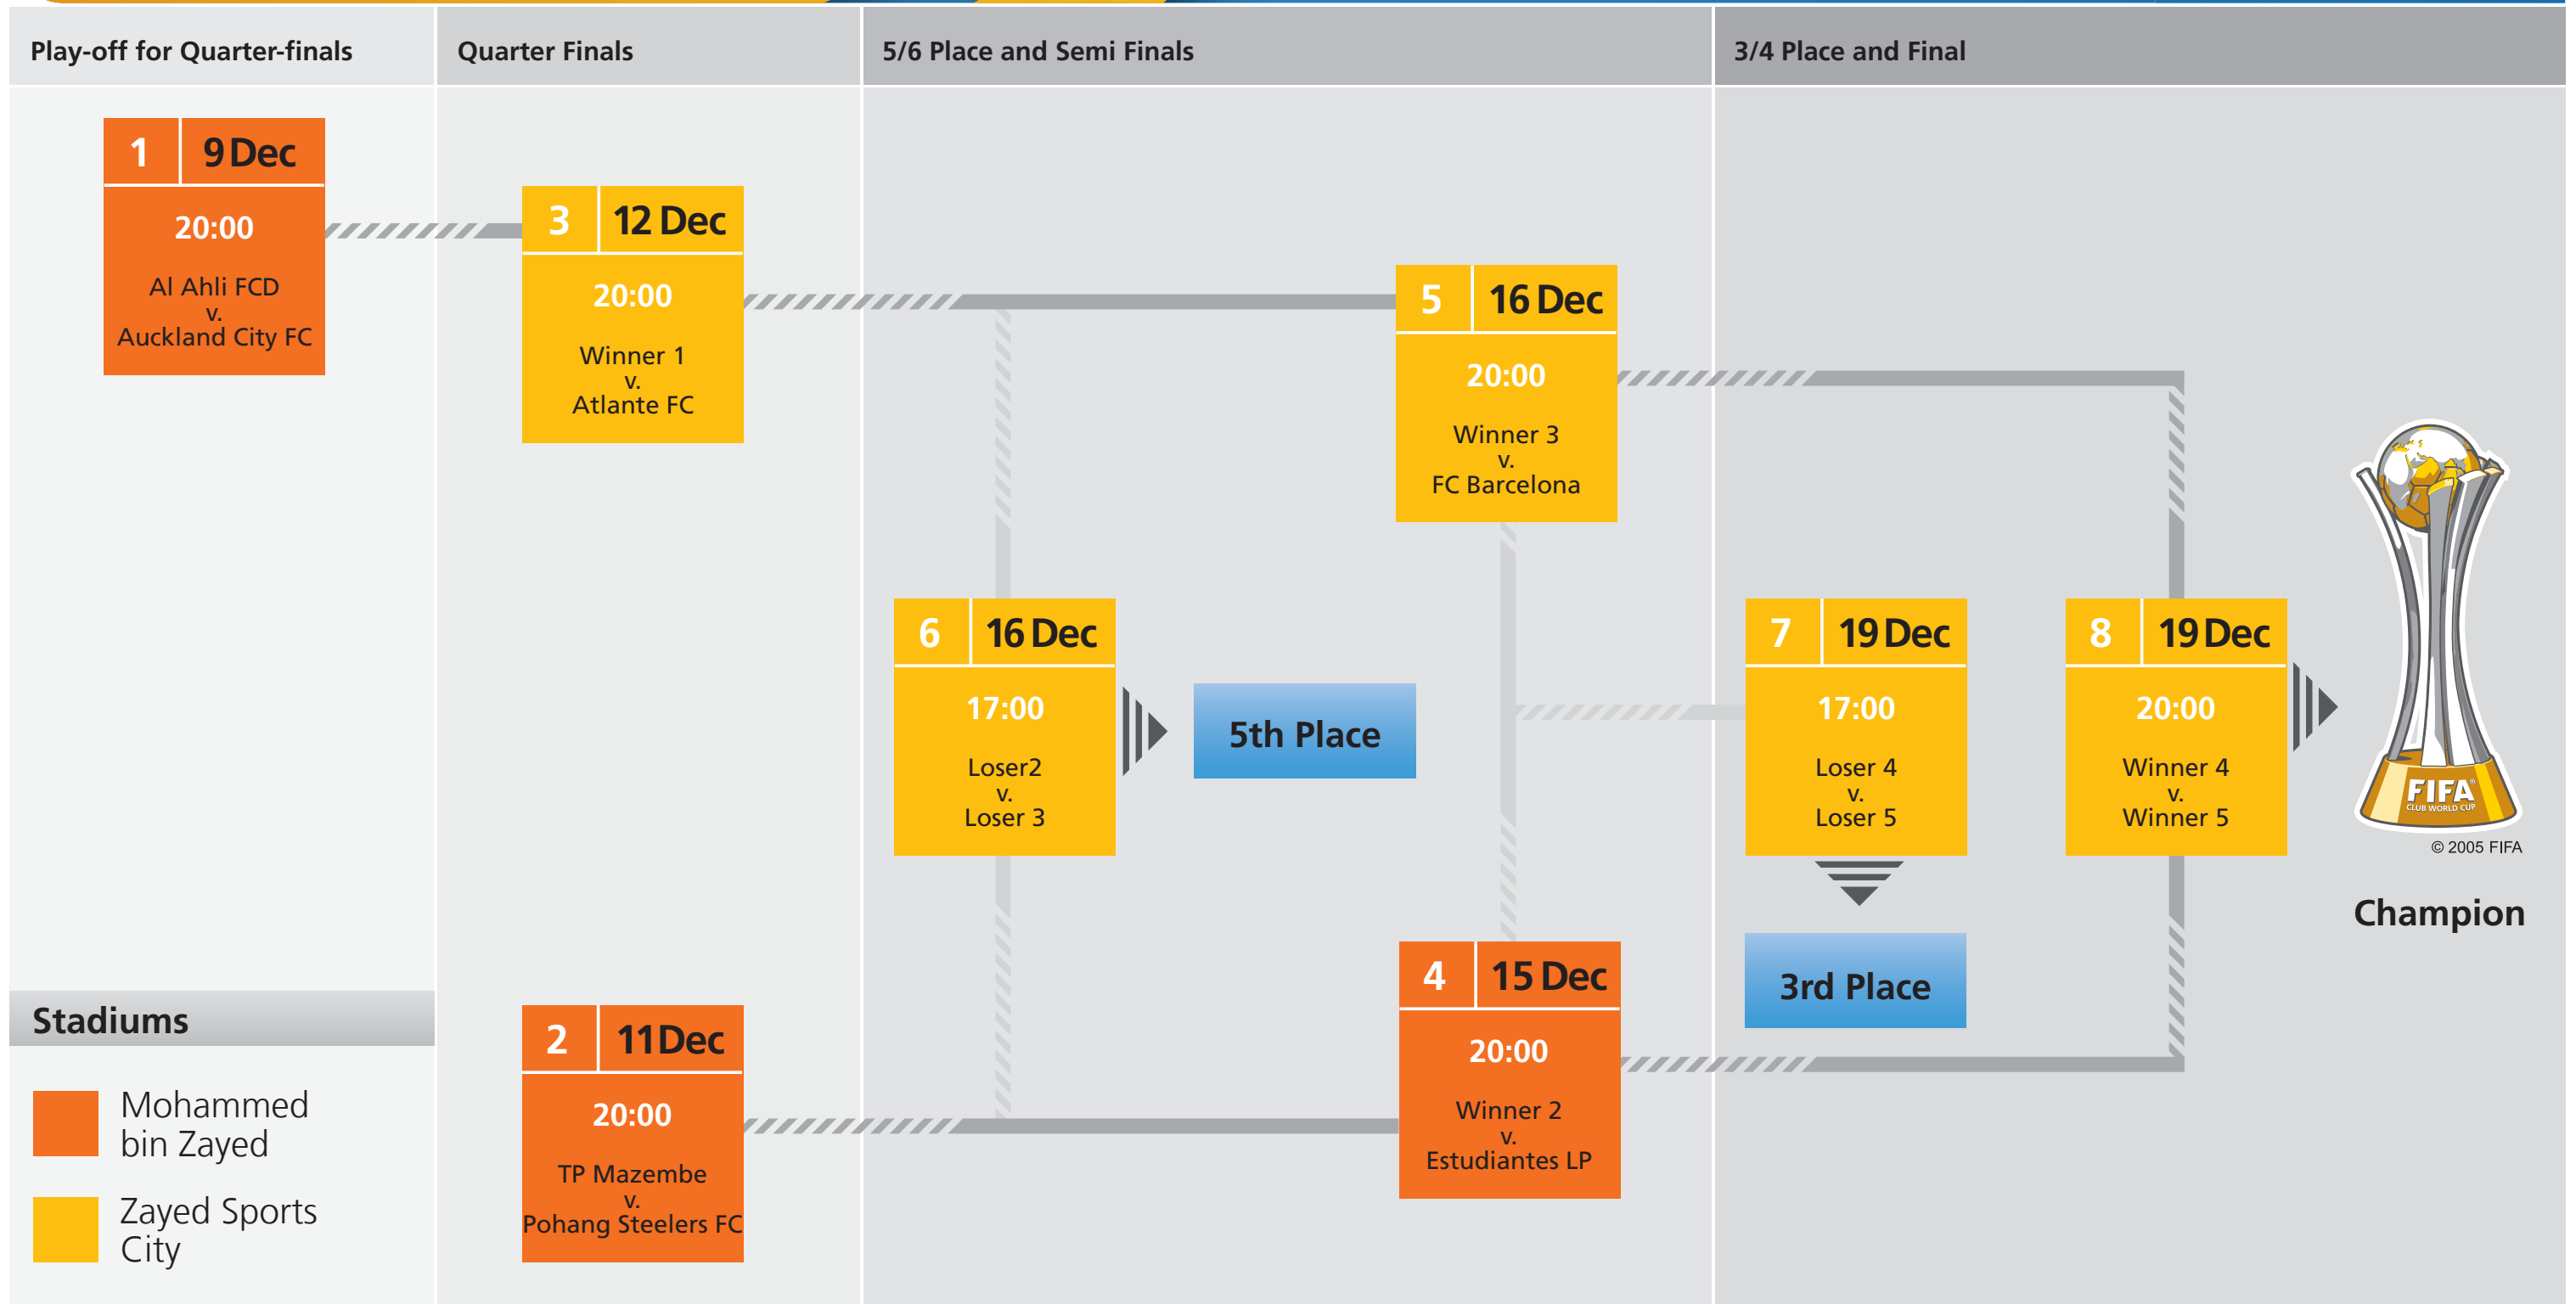 Play-off for Quarter-finals
Quarter Finals
5/6 Place and Semi Finals
3/4 Place and Final
1
9 Dec
20:00
Al Ahli FCD
v.
Auckland City FC
3
12 Dec
20:00
Winner 1
v.
Atlante FC
5
16 Dec
20:00
Winner 3
v.
FC Barcelona
6
16 Dec
17:00
Loser2
v.
Loser 3
5th Place
7
19 Dec
17:00
Loser 4
v.
Loser 5
3rd Place
8
19 Dec
20:00
Winner 4
v.
Winner 5
FIFA®
CLUB WORLD CUP
© 2005 FIFA
Champion
2
11 Dec
20:00
TP Mazembe
v.
Pohang Steelers FC
4
15 Dec
20:00
Winner 2
v.
Estudiantes LP
Stadiums
Mohammed
bin Zayed
Zayed Sports
City